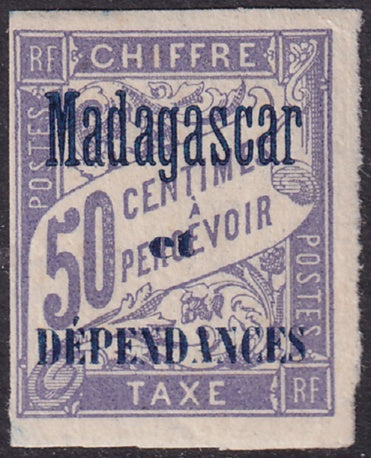 RF CHIFFRE RF
POSTES
Madagascar
50 CENTIMES
À
PERCEVOIR
et
POSTES
DÉPENDANCES
TAXE RF